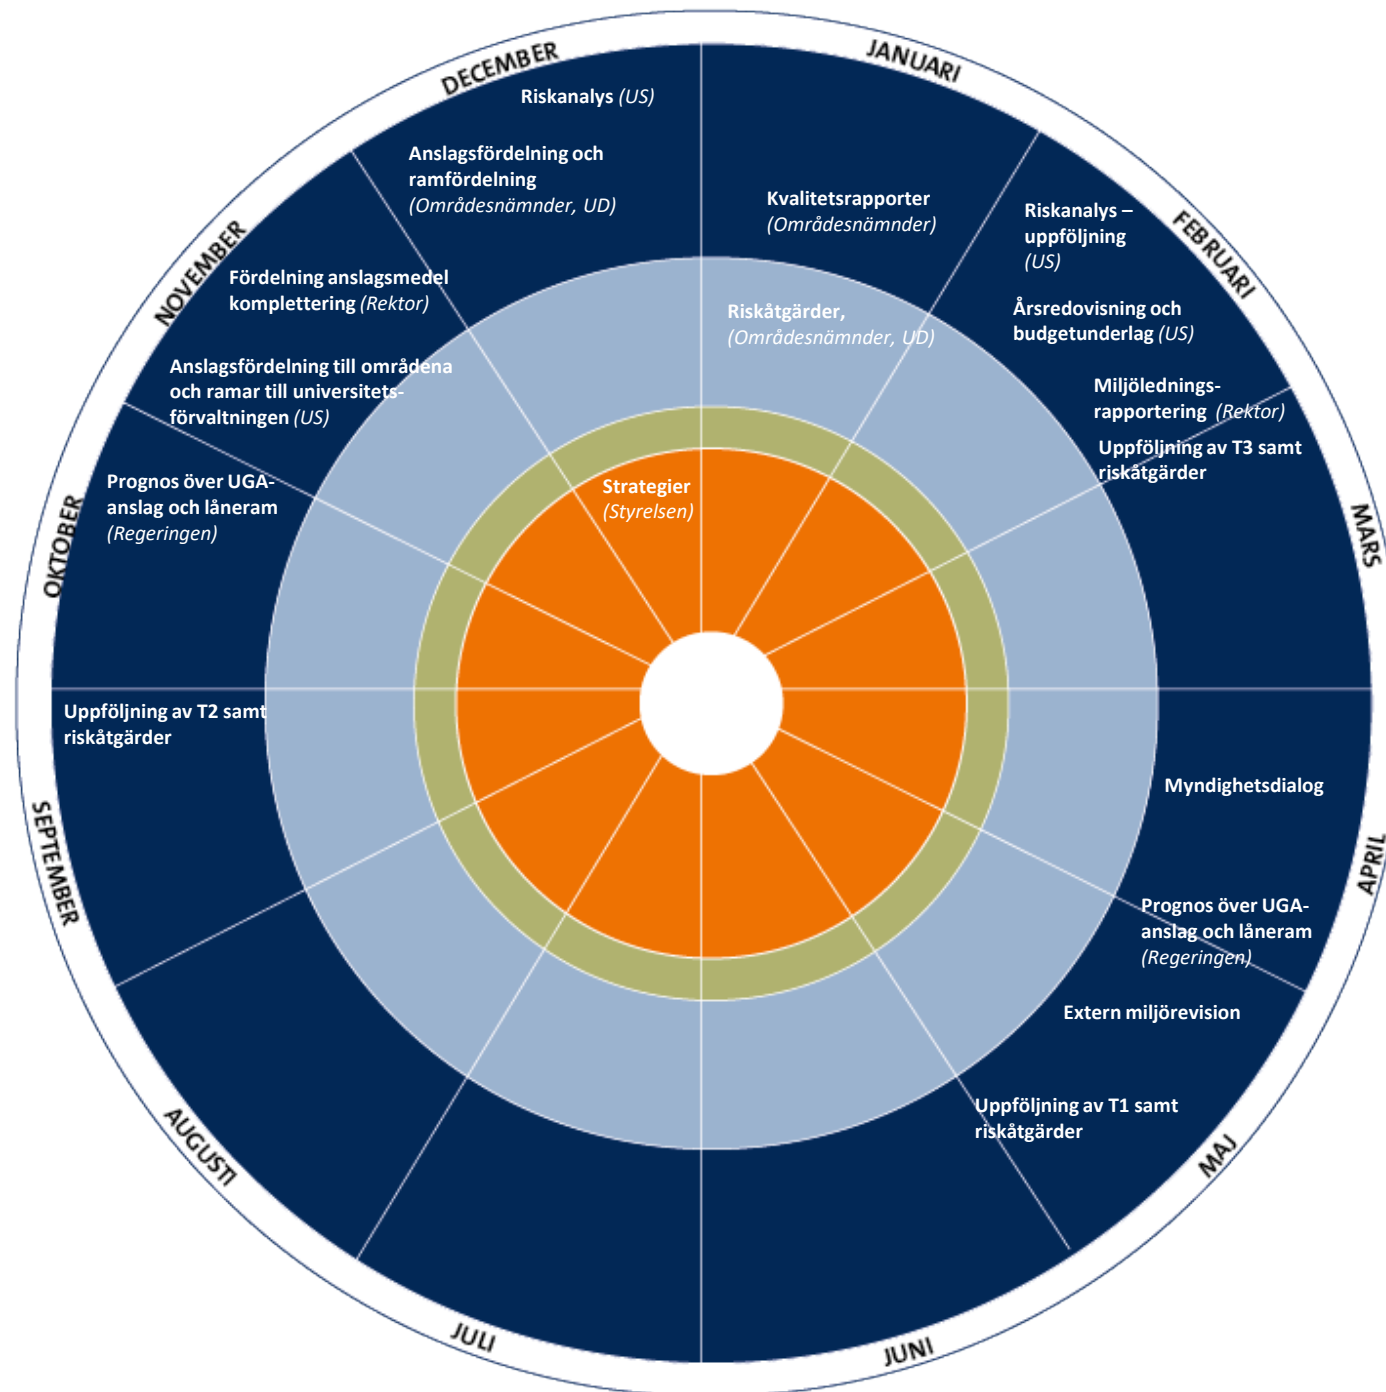 JANUARI
Kvalitetsrapporter
(Områdesnämnder)
Riskåtgärder,
(Områdesnämnder, UD)
FEBRUARI
Riskanalys –
uppföljning
(US)
Årsredovisning och
budgetunderlag (US)
Miljölednings-
rapportering (Rektor)
MARS
Uppföljning av T3 samt
riskåtgärder
APRIL
Myndighetsdialog
Prognos över UGA-
anslag och låneram
(Regeringen)
MAJ
Extern miljörevision
Uppföljning av T1 samt
riskåtgärder
JUNI
JULI
AUGUSTI
SEPTEMBER
Uppföljning av T2 samt
riskåtgärder
OKTOBER
Prognos över UGA-
anslag och låneram
(Regeringen)
NOVEMBER
Fördelning anslagsmedel
komplettering (Rektor)
Anslagsfördelning till områdena
och ramar till universitets-
förvaltningen (US)
DECEMBER
Riskanalys (US)
Anslagsfördelning och
ramfördelning
(Områdesnämnder, UD)
Strategier
(Styrelsen)